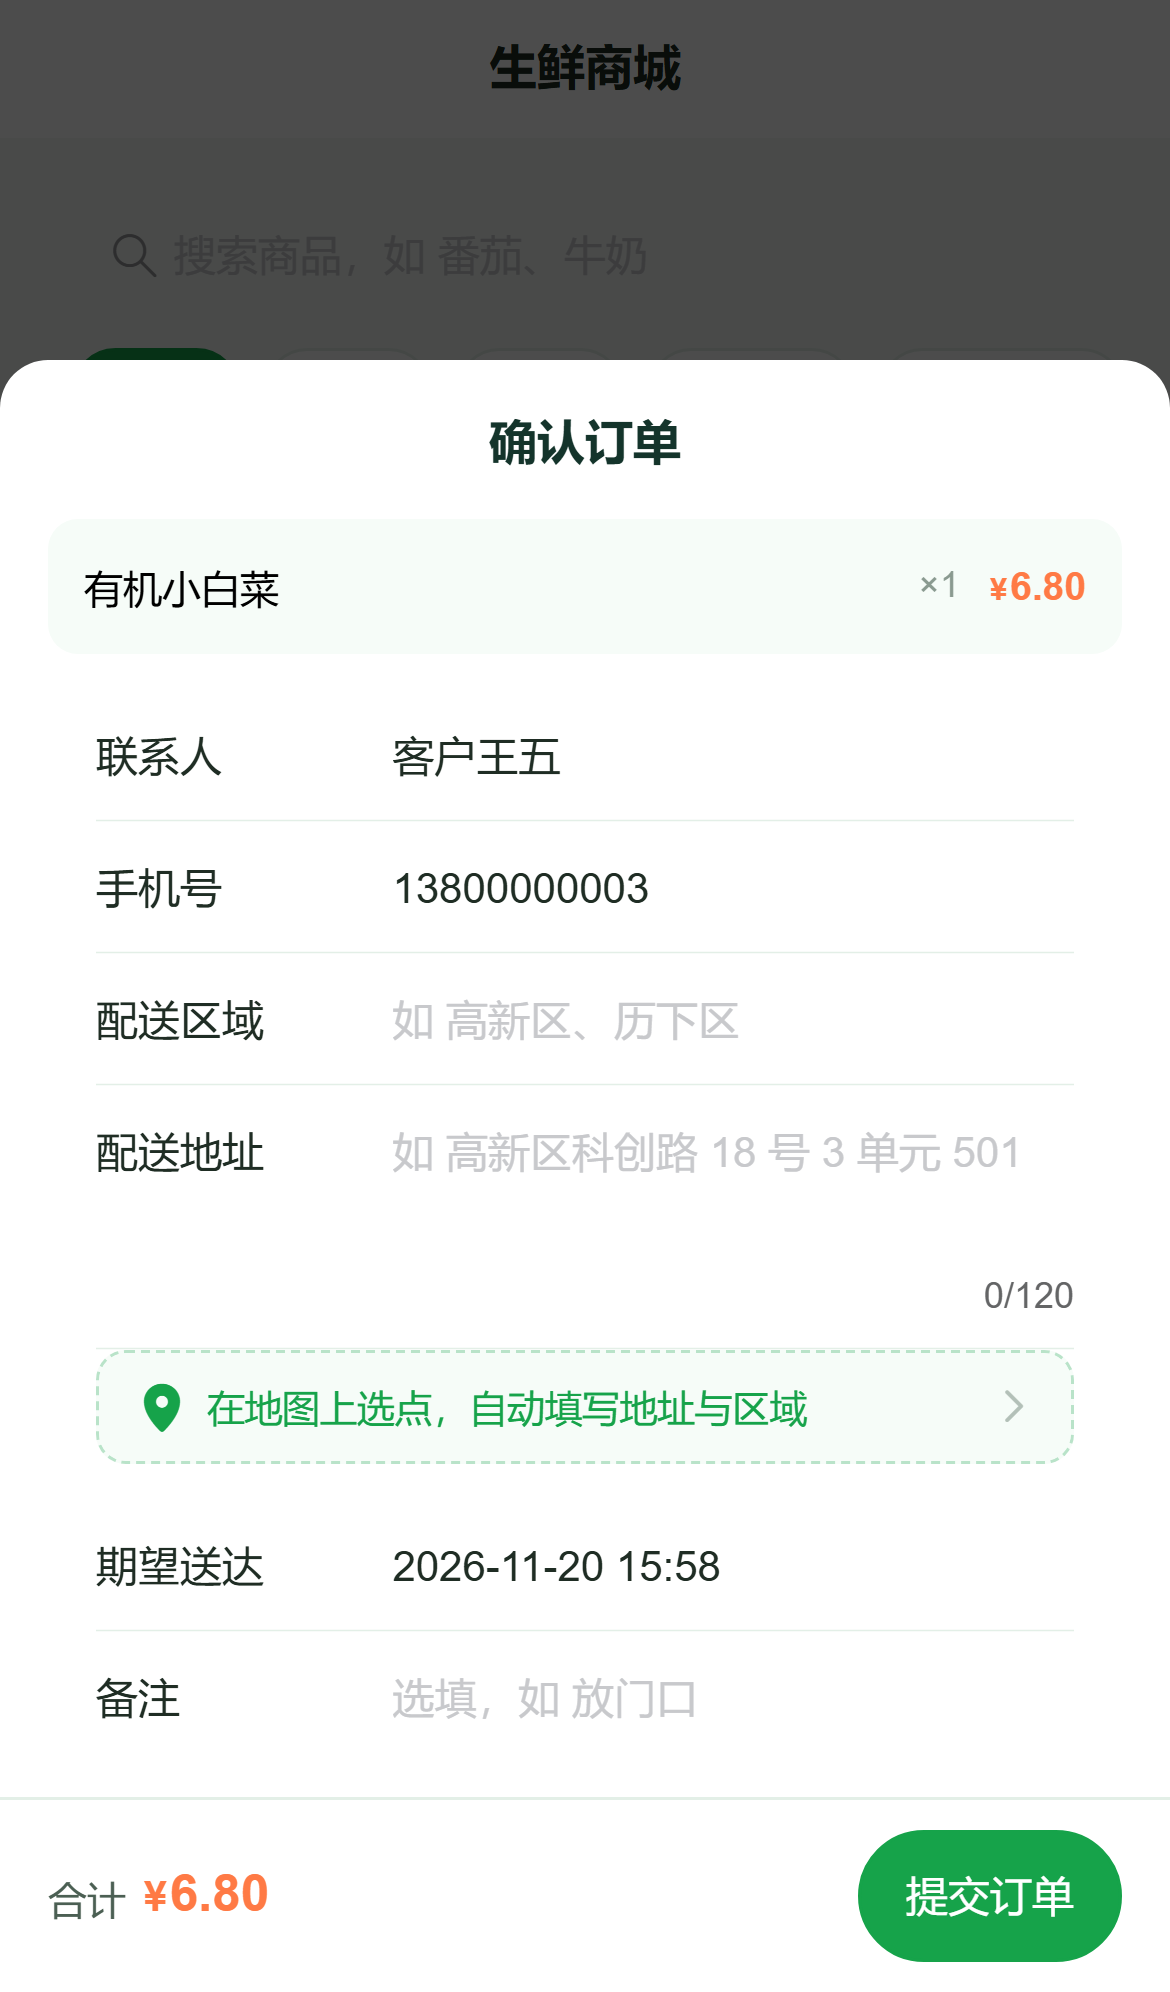 生鲜商城
搜索商品，如 番茄、牛奶
确认订单
有机小白菜 ×1 ¥6.80
联系人 客户王五
手机号 13800000003
配送区域 如 高新区、历下区
配送地址 如 高新区科创路 18 号 3 单元 501
0/120
在地图上选点，自动填写地址与区域
期望送达 2026-11-20 15:58
备注 选填，如 放门口
合计 ¥6.80 提交订单